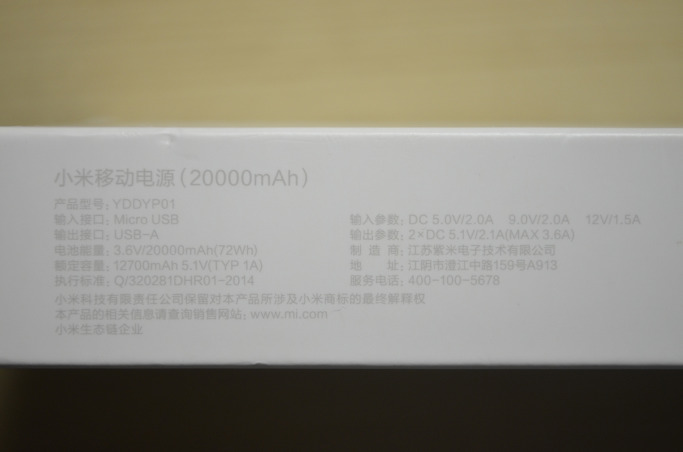 小米移动电源(20000mAh)
产品型号: YDDYP01
输入接口: Micro USB 输入参数: DC 5.0V/2.0A 9.0V/2.0A 12V/1.5A
输出接口: USB-A 输出参数: 2×DC 5.1V/2.1A(MAX 3.6A)
电池能量: 3.6V/20000mAh(72Wh) 制 造 商: 江苏紫米电子技术有限公司
额定容量: 12700mAh 5.1V(TYP 1A) 地 址: 江阴市澄江中路159号A913
执行标准: Q/320281DHR01-2014 服务电话: 400-100-5678
小米科技有限责任公司保留对本产品所涉及小米商标的最终解释权
本产品的相关信息请查询销售网站: www.mi.com
小米生态链企业